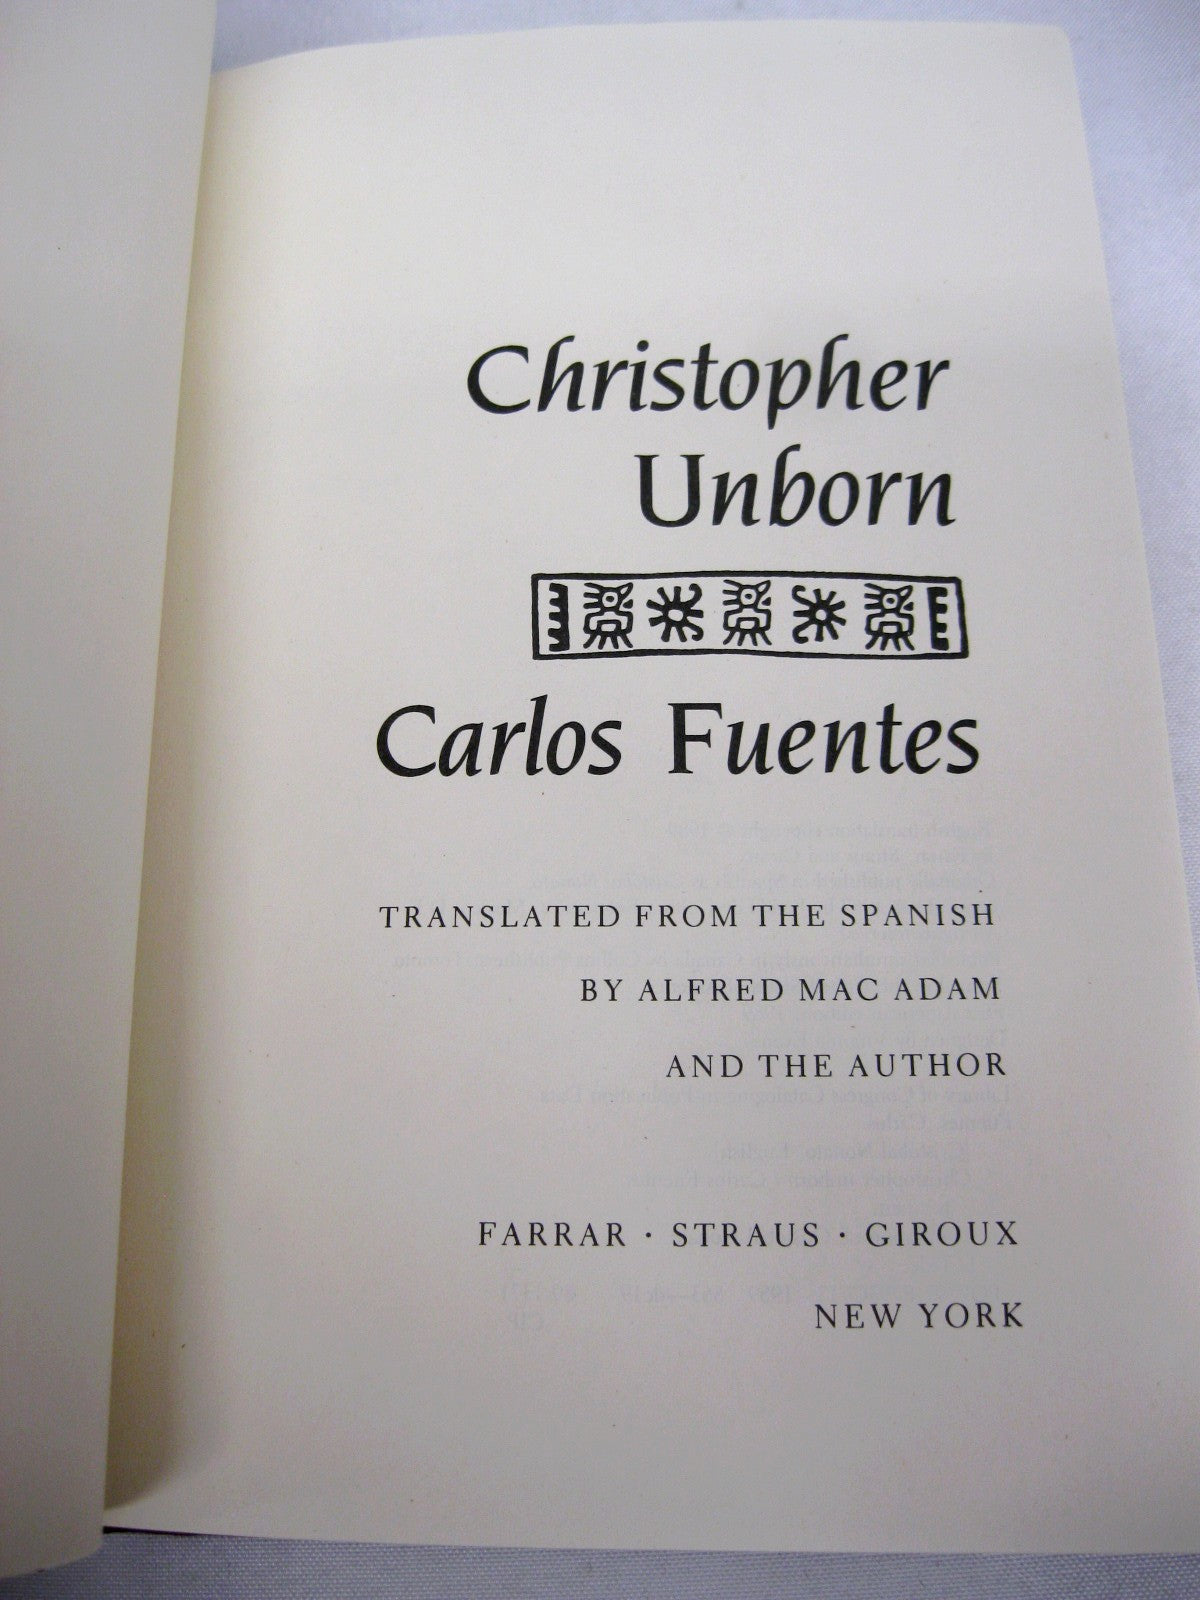 Christopher
Unborn
Carlos Fuentes
TRANSLATED FROM THE SPANISH
BY ALFRED MAC ADAM
AND THE AUTHOR
FARRAR · STRAUS · GIROUX
NEW YORK